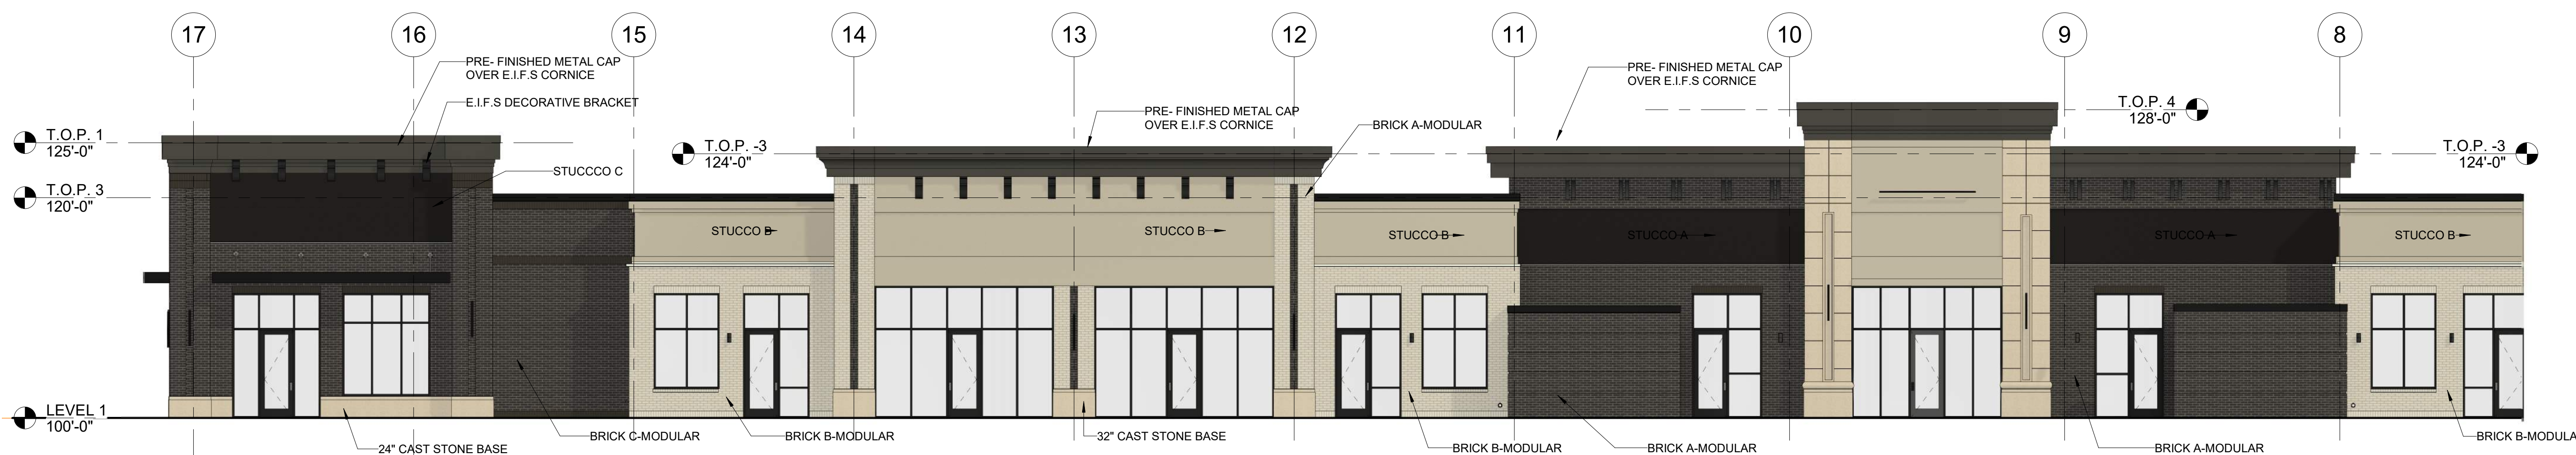 17
16
15
14
13
12
11
10
9
8
PRE- FINISHED METAL CAP
OVER E.I.F.S CORNICE
E.I.F.S DECORATIVE BRACKET
PRE- FINISHED METAL CAP
OVER E.I.F.S CORNICE
BRICK A-MODULAR
PRE- FINISHED METAL CAP
OVER E.I.F.S CORNICE
T.O.P. 4
128'-0"
T.O.P. 1
125'-0"
T.O.P. -3
124'-0"
T.O.P. -3
124'-0"
STUCCCO C
T.O.P. 3
120'-0"
STUCCO B
STUCCO B
STUCCO B
STUCCO A
STUCCO A
STUCCO B
LEVEL 1
100'-0"
24" CAST STONE BASE
BRICK C-MODULAR
BRICK B-MODULAR
32" CAST STONE BASE
BRICK B-MODULAR
BRICK A-MODULAR
BRICK A-MODULAR
BRICK B-MODULA